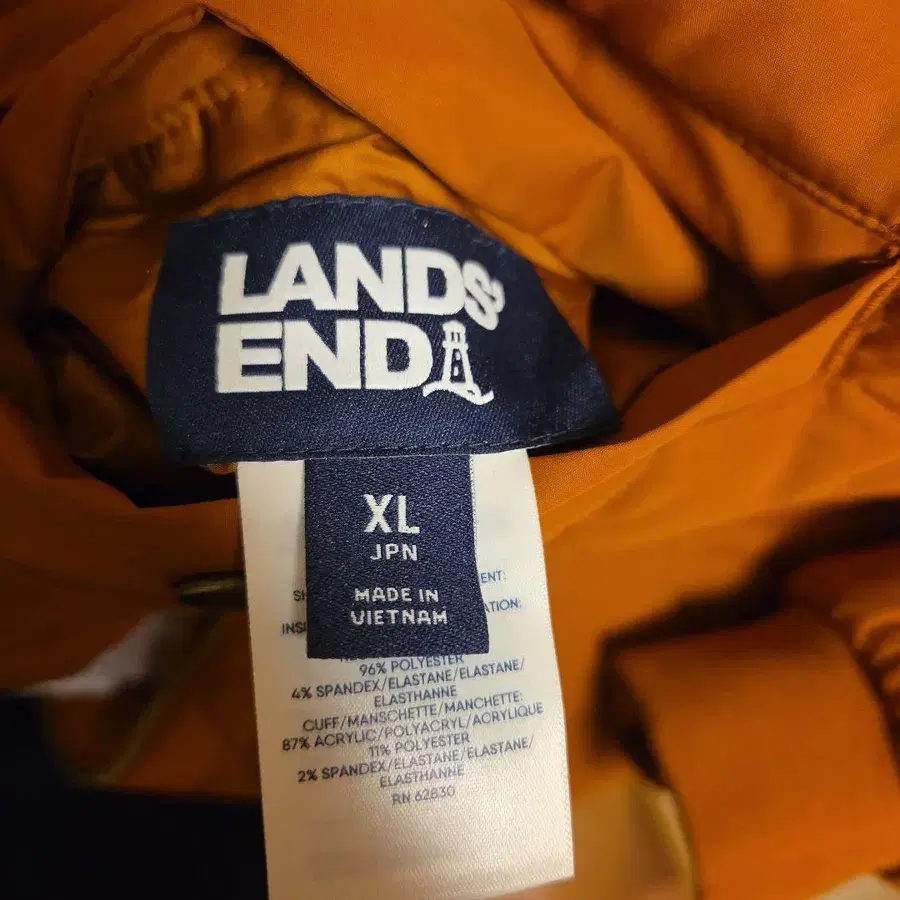 LANDS'
END
XL
JPN
MADE IN
VIETNAM
96% POLYESTER
4% SPANDEX/ELASTANE/ELASTANE/
ELASTHANNE
CUFF/MANSCHETTE/MANCHETTE:
87% ACRYLIC/POLYACRYL/ACRYLIQUE
11% POLYESTER
2% SPANDEX/ELASTANE/ELASTANE/
ELASTHANNE
RN 62830